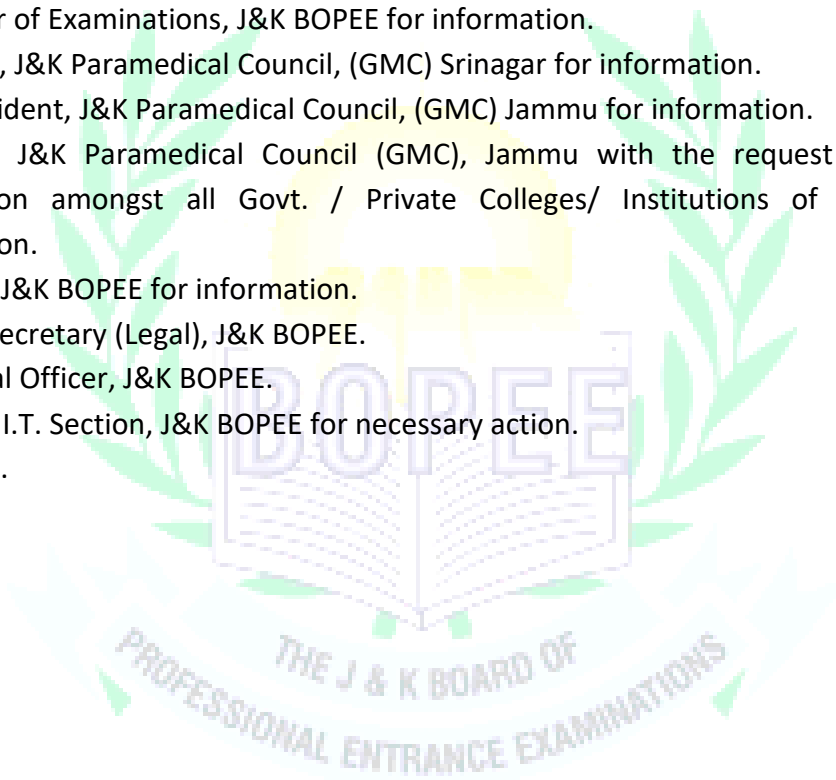 r of Examinations, J&K BOPEE for information.
, J&K Paramedical Council, (GMC) Srinagar for information.
ident, J&K Paramedical Council, (GMC) Jammu for information.
J&K Paramedical Council (GMC), Jammu with the request
on amongst all Govt. / Private Colleges/ Institutions of
on.
J&K BOPEE for information.
ecretary (Legal), J&K BOPEE.
al Officer, J&K BOPEE.
I.T. Section, J&K BOPEE for necessary action.
.
BOPEE
THE J & K BOARD OF
PROFESSIONAL ENTRANCE EXAMINATIONS